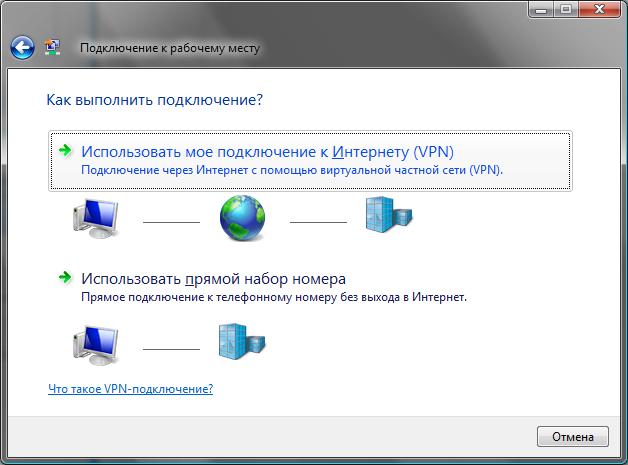 Подключение к рабочему месту
Как выполнить подключение?
Использовать мое подключение к Интернету (VPN)
Подключение через Интернет с помощью виртуальной частной сети (VPN).
Использовать прямой набор номера
Прямое подключение к телефонному номеру без выхода в Интернет.
Что такое VPN-подключение?
Отмена